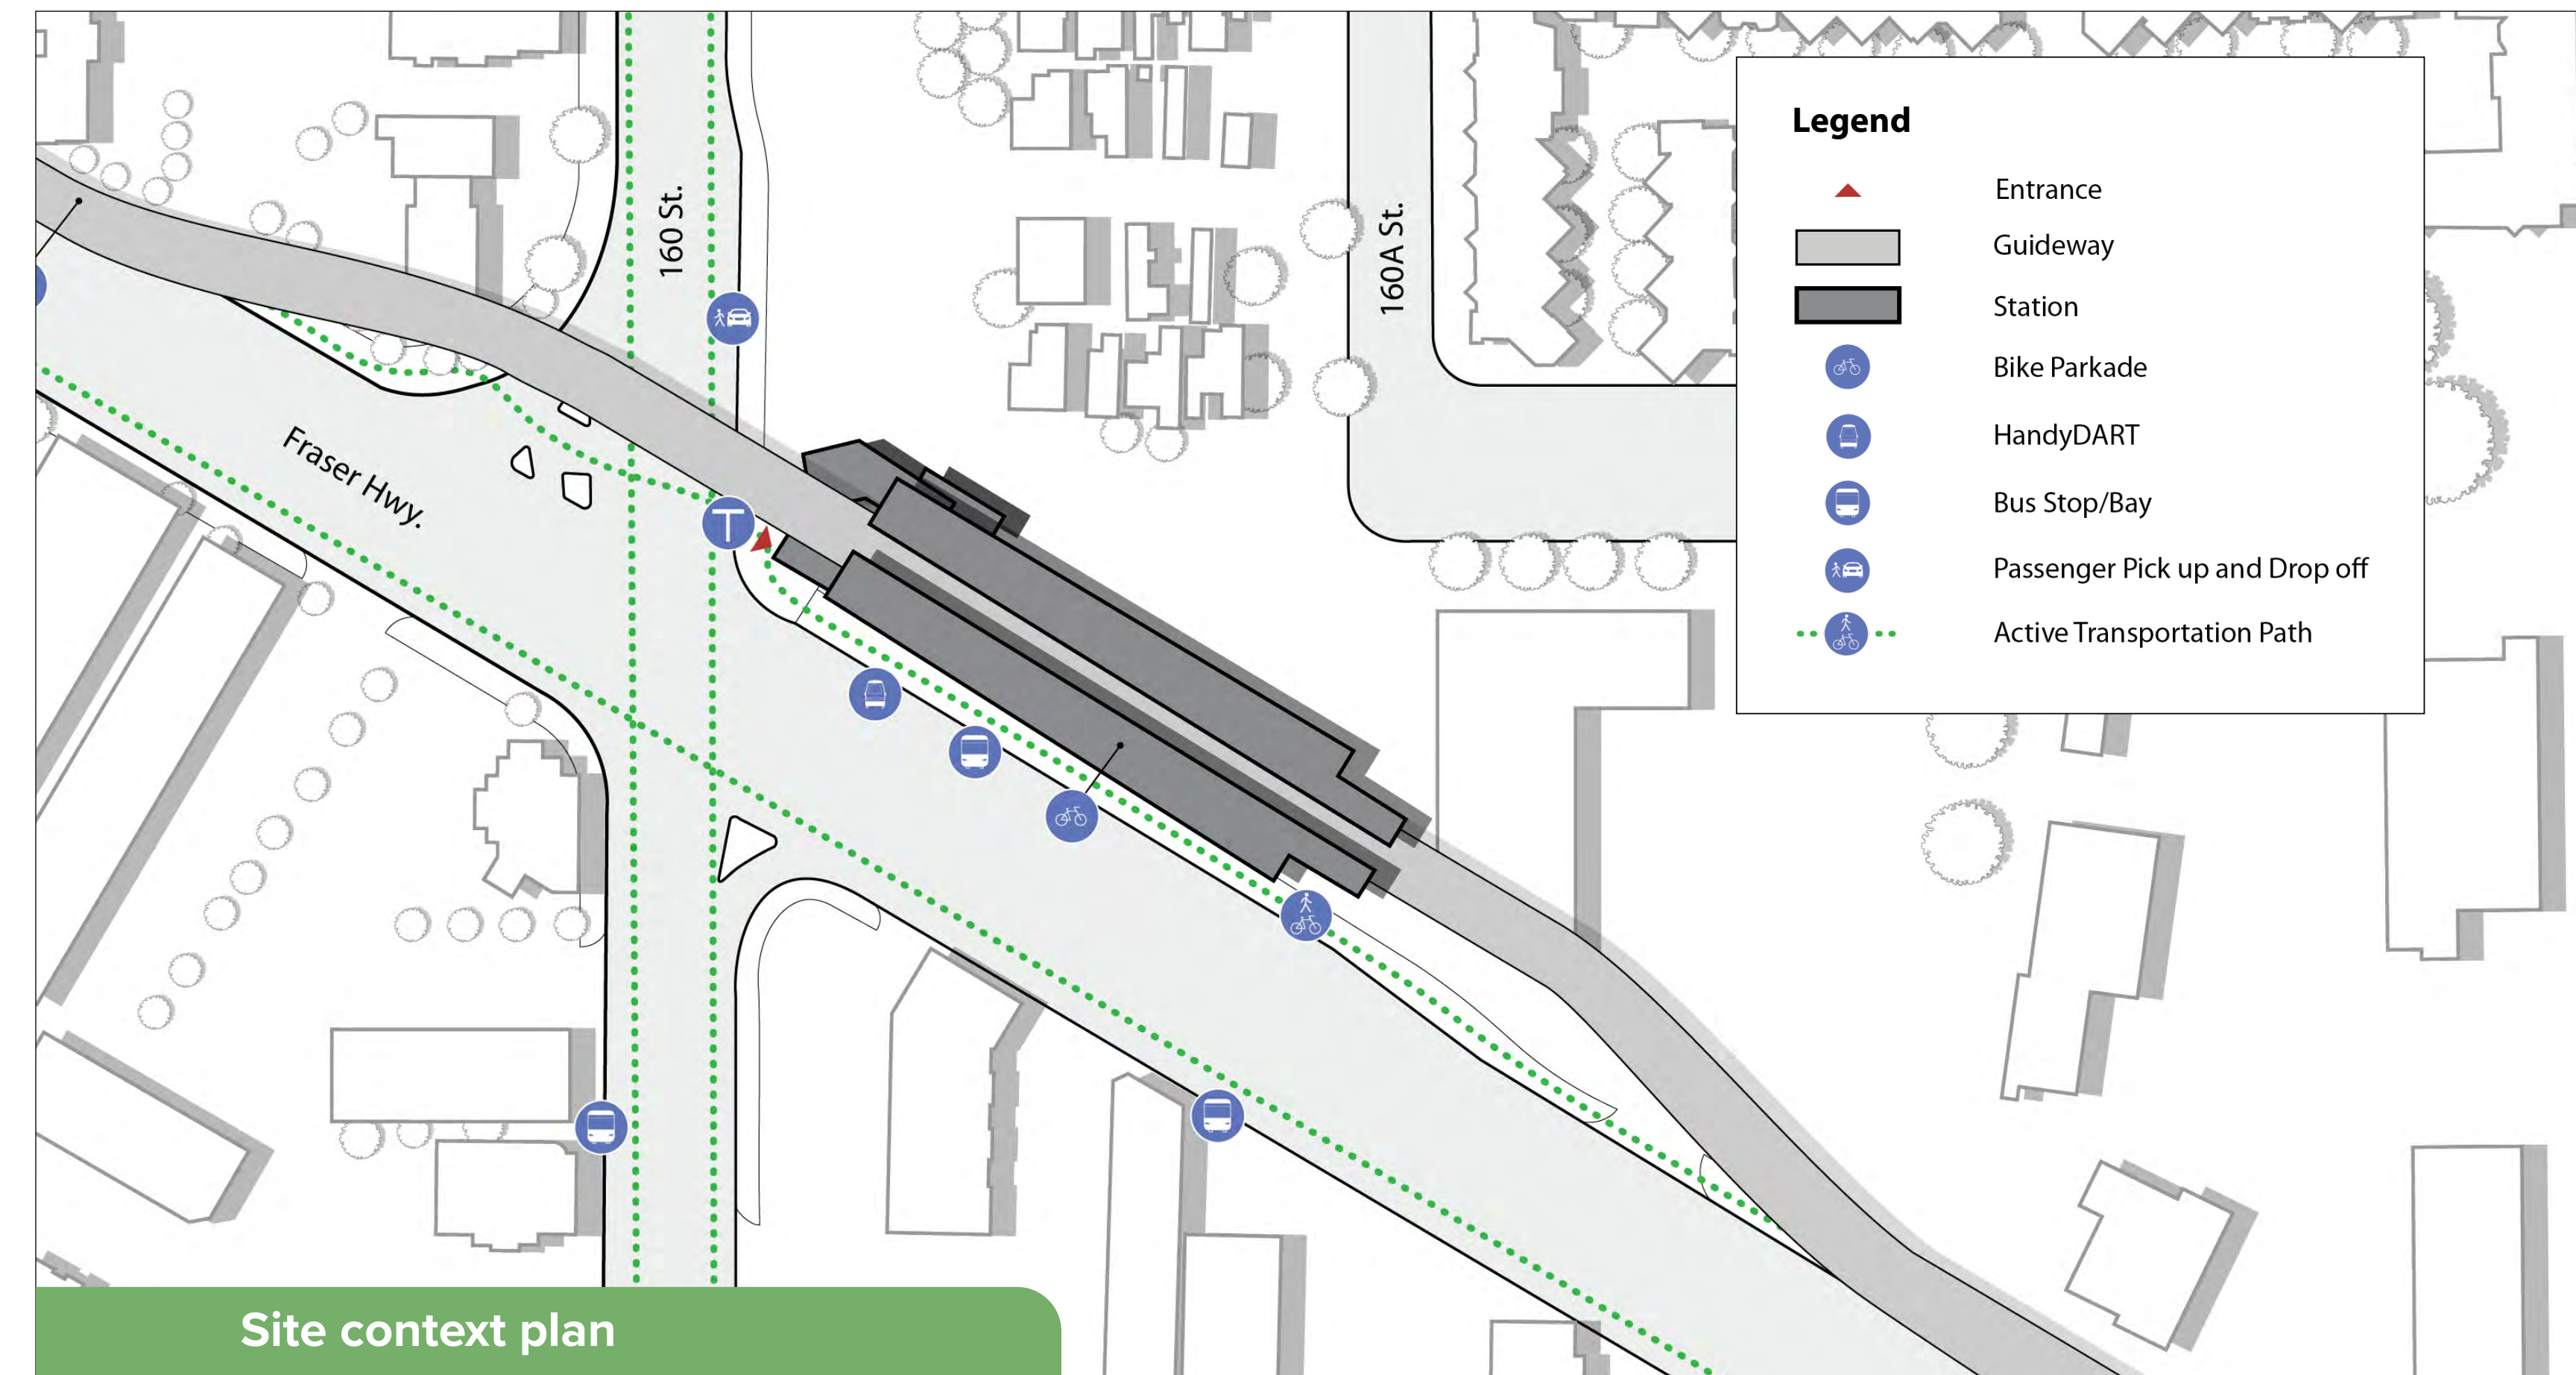 Legend
Entrance
Guideway
Station
Bike Parkade
HandyDART
Bus Stop/Bay
Passenger Pick up and Drop off
Active Transportation Path
160 St.
160A St.
Fraser Hwy.
T
Site context plan